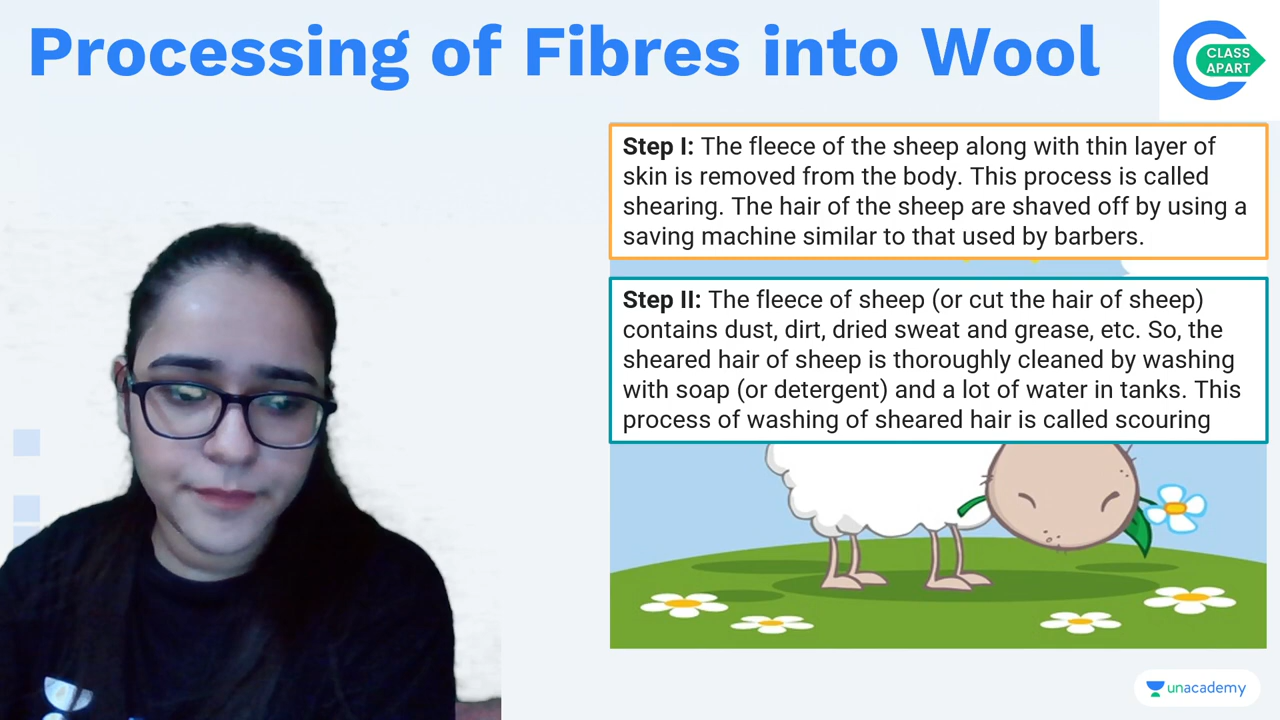 Processing of Fibres into Wool
CLASS
APART
Step I: The fleece of the sheep along with thin layer of
skin is removed from the body. This process is called
shearing. The hair of the sheep are shaved off by using a
saving machine similar to that used by barbers.
Step II: The fleece of sheep (or cut the hair of sheep)
contains dust, dirt, dried sweat and grease, etc. So, the
sheared hair of sheep is thoroughly cleaned by washing
with soap (or detergent) and a lot of water in tanks. This
process of washing of sheared hair is called scouring
unacademy